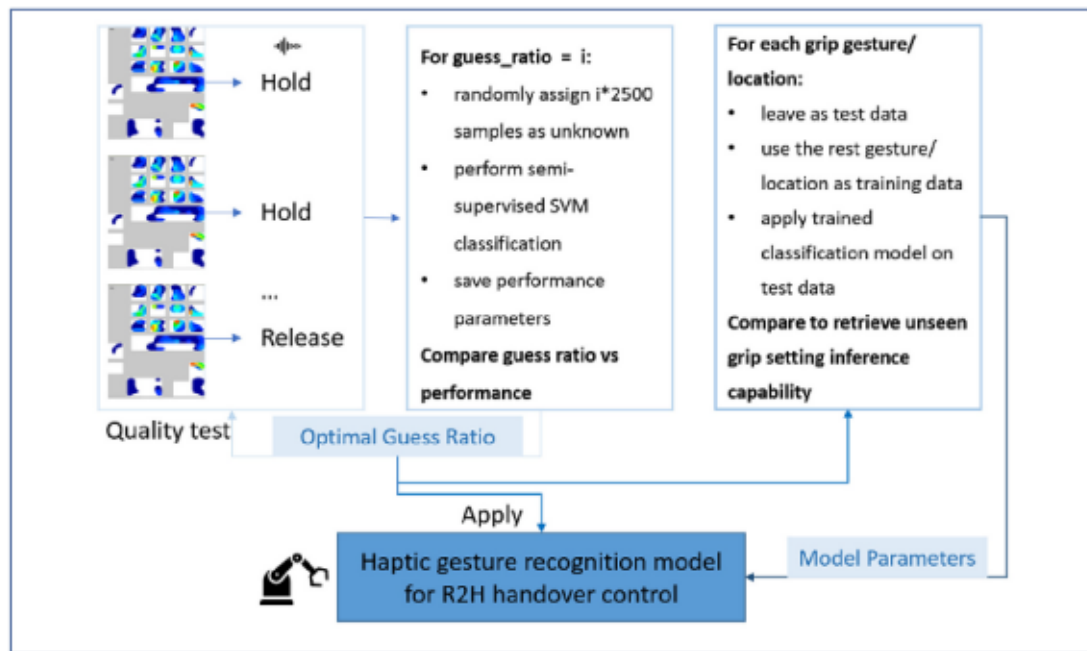 Hold
Hold
...
Release
Quality test
For guess_ratio = i:
• randomly assign i*2500
samples as unknown
• perform semi-
supervised SVM
classification
• save performance
parameters
Compare guess ratio vs
performance
For each grip gesture/
location:
• leave as test data
• use the rest gesture/
location as training data
• apply trained
classification model on
test data
Compare to retrieve unseen
grip setting inference
capability
Optimal Guess Ratio
Apply
Haptic gesture recognition model
for R2H handover control
Model Parameters